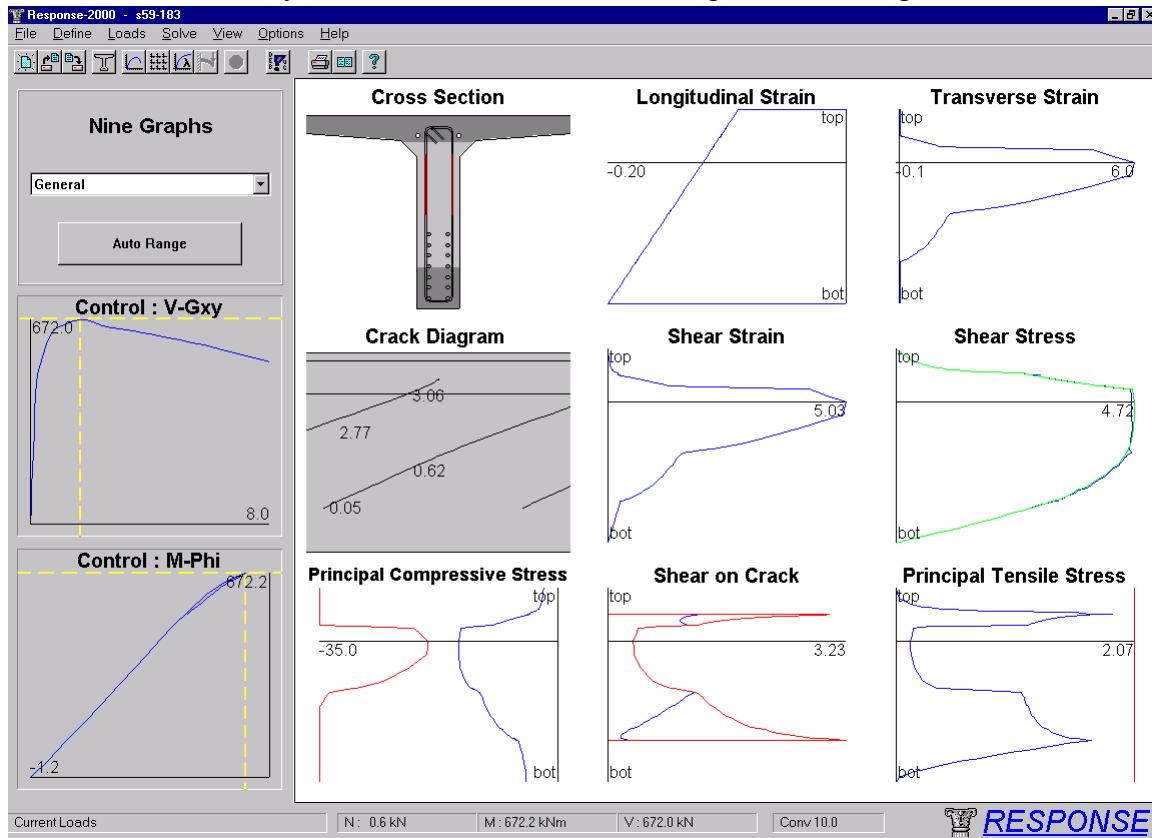 Response-2000 - s59-183
File Define Loads Solve View Options Help
Nine Graphs
General
Auto Range
Control : V-Gxy
672.0
8.0
Control : M-Phi
672.2
-1.2
Cross Section
Longitudinal Strain
top
-0.20
bot
Transverse Strain
top
-0.1
6.0
bot
Crack Diagram
3.06
2.77
0.62
0.05
Shear Strain
top
5.03
bot
Shear Stress
top
4.72
bot
Principal Compressive Stress
top
-35.0
bot
Shear on Crack
top
3.23
bot
Principal Tensile Stress
top
2.07
bot
Current Loads
N: 0.6 kN
M: 672.2 kNm
V: 672.0 kN
Conv 10.0
RESPONSE